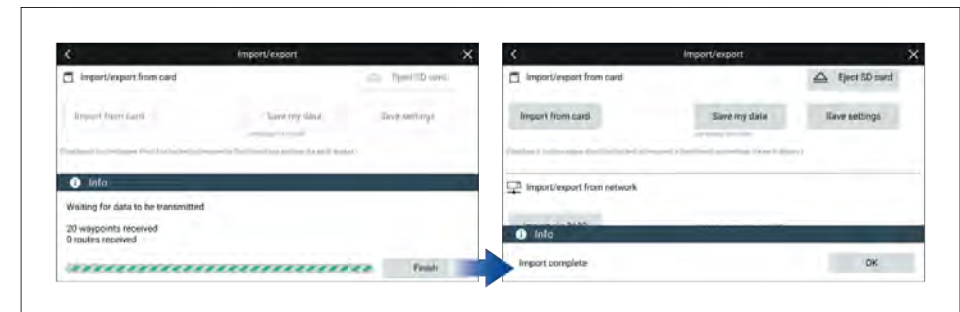 Import/export
Import/export from card
Eject SD card
Import from card
Save my data
Save settings
Info
Waiting for data to be transmitted
20 waypoints received
0 routes received
Finish
Import/export
Import/export from card
Eject SD card
Import from card
Save my data
Save settings
Import/export from network
Info
Import complete
OK